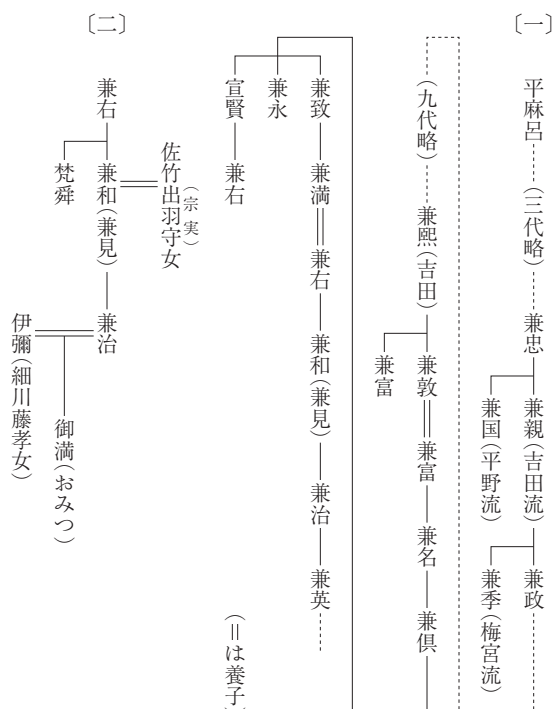 〔一〕
平麻呂
(三代略)
兼忠
兼親(吉田流)
兼政
兼国(平野流)
兼季(梅宮流)
(九代略)
兼熙(吉田)
兼敦
兼富
兼名
兼倶
兼富
兼致
兼満
兼右
兼和(兼見)
兼治
兼英
兼永
宣賢
兼右
(=は養子)
〔二〕
佐竹出羽守女
(宗実)
兼右
兼和(兼見)
兼治
梵舜
御満(おみつ)
伊彌(細川藤孝女)